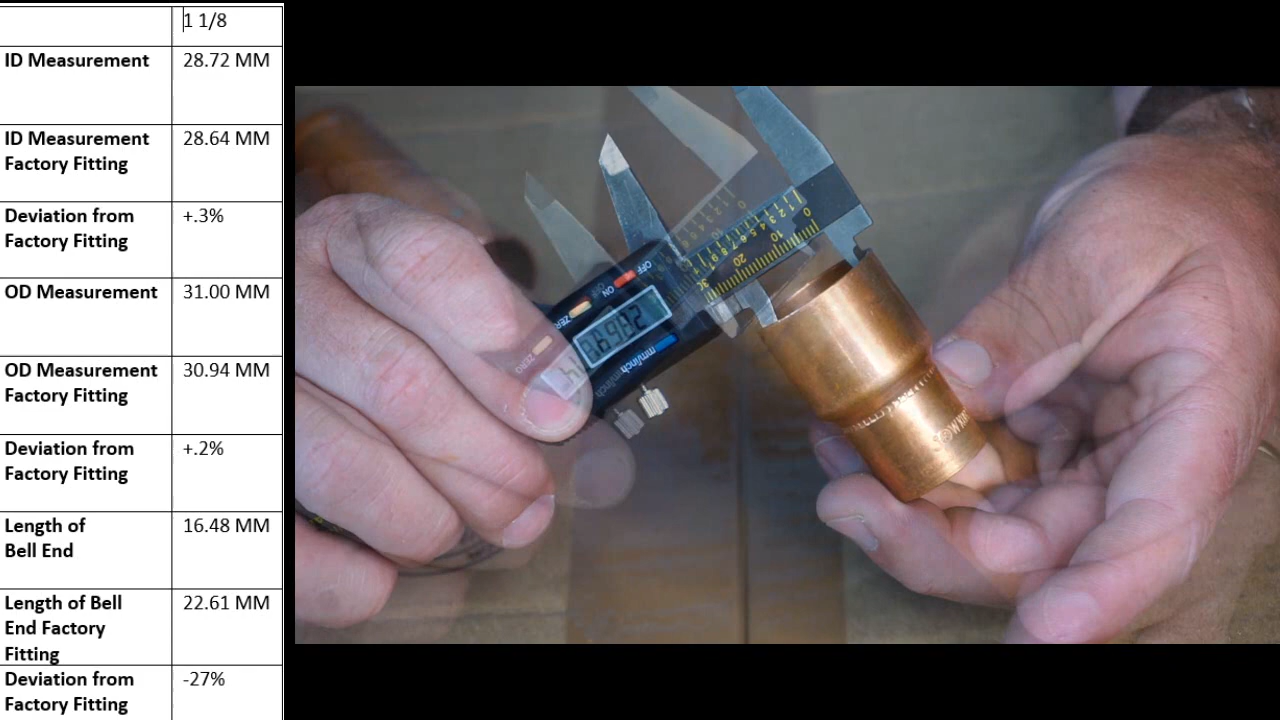 1 1/8
ID Measurement 28.72 MM
ID Measurement 28.64 MM
Factory Fitting
Deviation from +.3%
Factory Fitting
OD Measurement 31.00 MM
OD Measurement 30.94 MM
Factory Fitting
Deviation from +.2%
Factory Fitting
Length of 16.48 MM
Bell End
Length of Bell 22.61 MM
End Factory
Fitting
Deviation from -27%
Factory Fitting
OFF
ON
ZERO
mm/inch